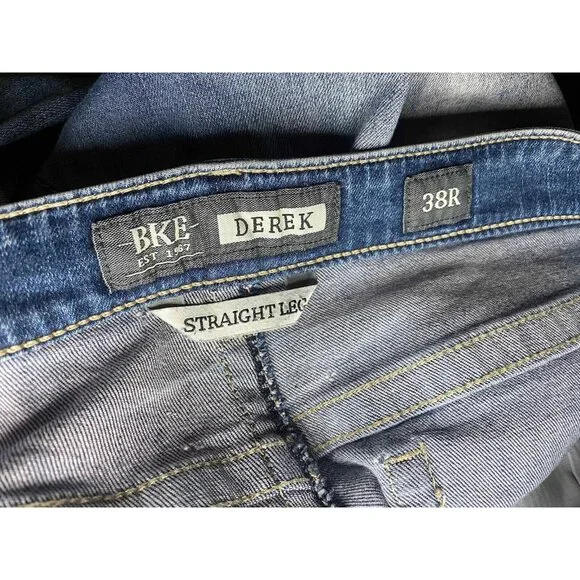 BKE
EST 1967
DEREK
38R
STRAIGHT LEG